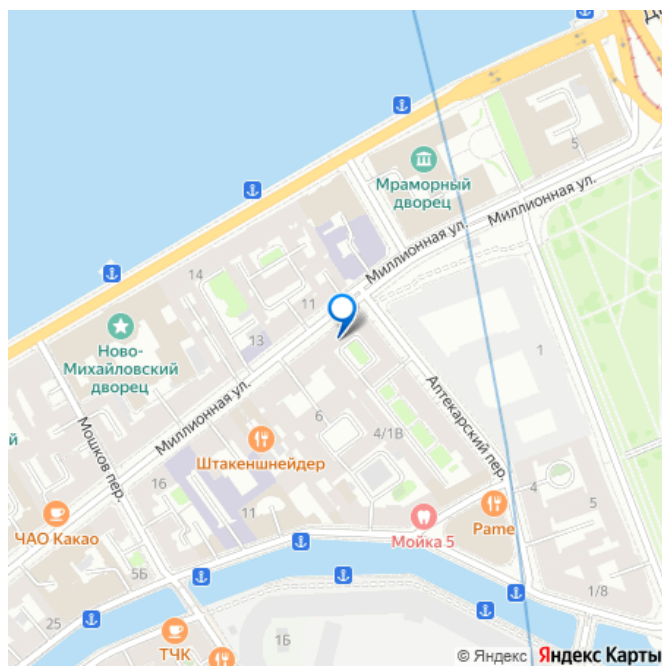 Д
5
Мраморный
дворец
Миллионная ул.
Миллионная ул.
14
11
13
Ново-
Михайловский
дворец
1
Миллионная ул.
Аптекарский пер.
й
Мошков пер.
6
4/1В
Штакеншнейдер
16
11
4
5
ЧАО Какао
Мойка 5
Pame
5Б
1/8
25
ТЧК
1Б
© Яндекс Яндекс Карты